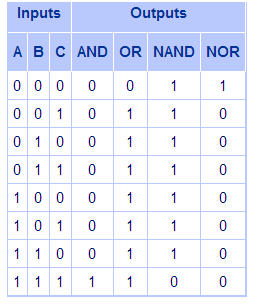 Inputs Outputs
A B C AND OR NAND NOR
0 0 0 0 0 1 1
0 0 1 0 1 1 0
0 1 0 0 1 1 0
0 1 1 0 1 1 0
1 0 0 0 1 1 0
1 0 1 0 1 1 0
1 1 0 0 1 1 0
1 1 1 1 1 0 0